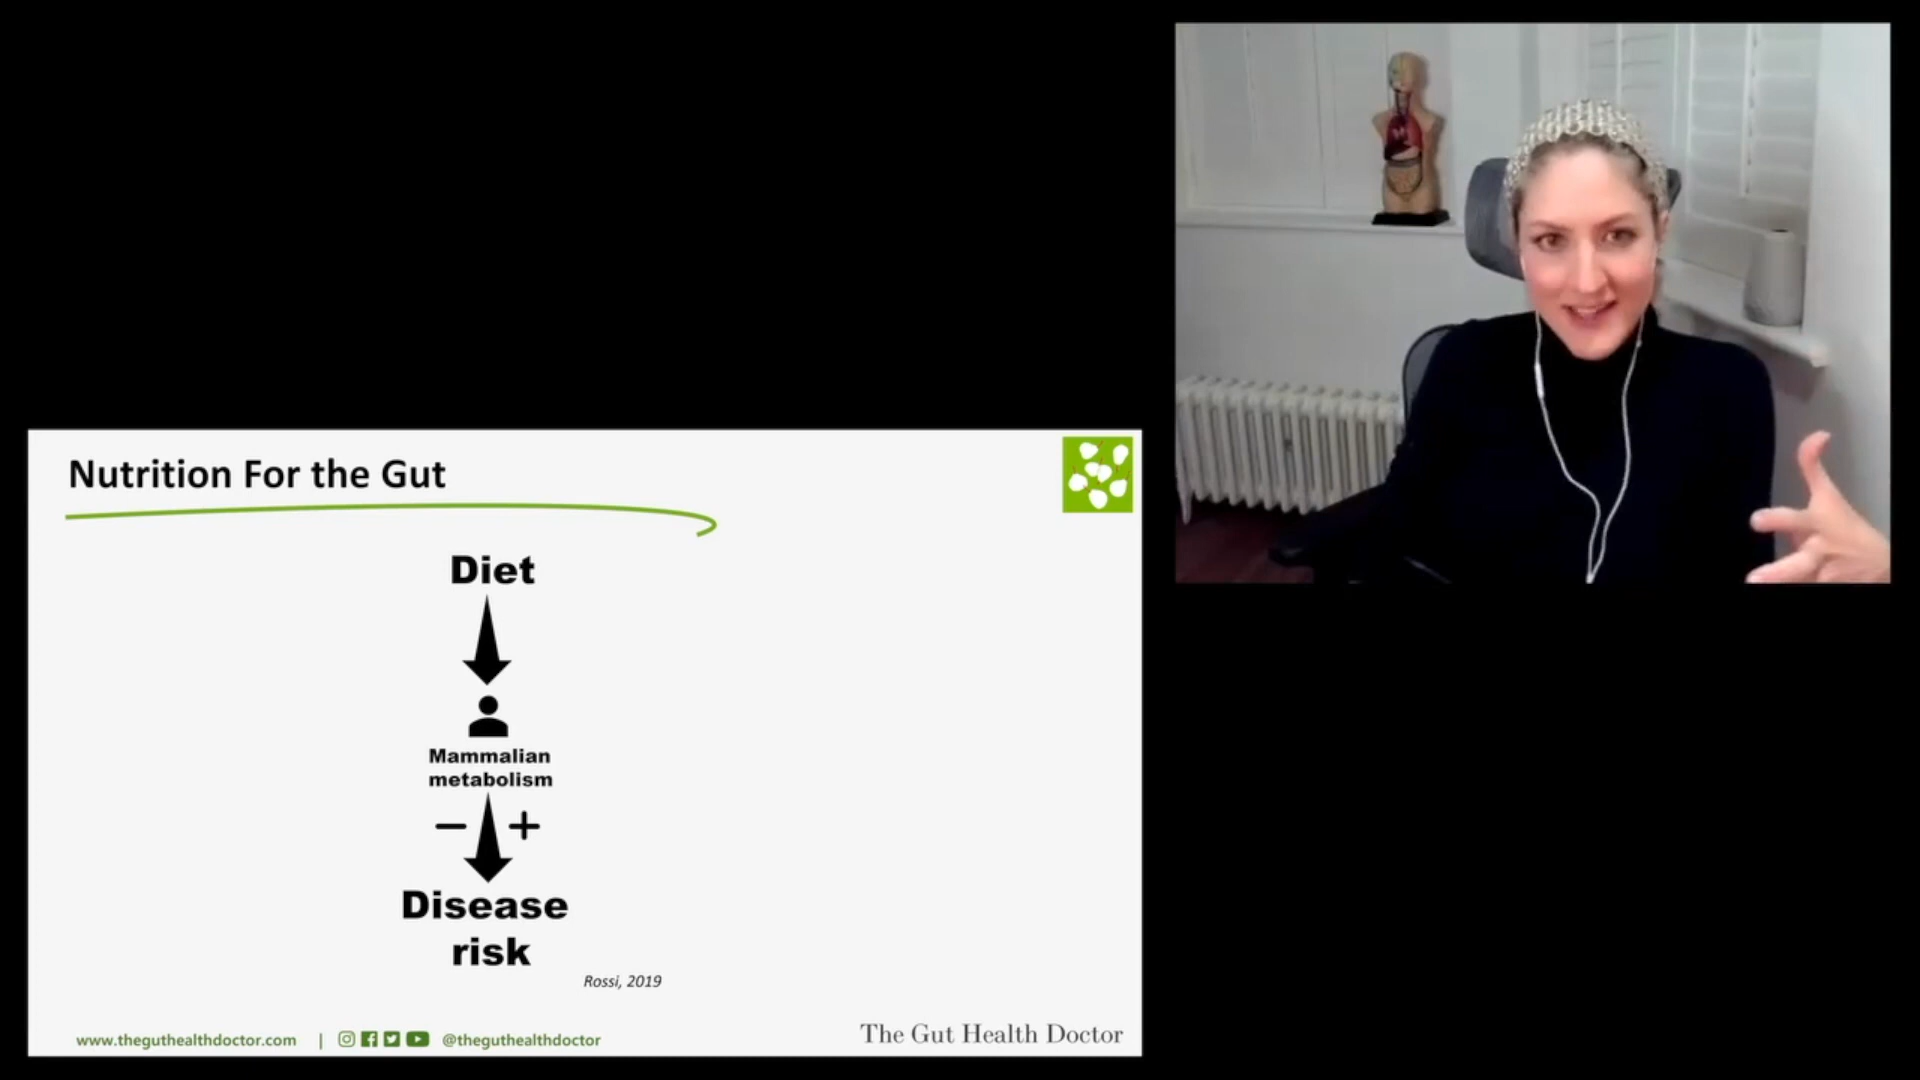 Nutrition For the Gut
Diet
Mammalian
metabolism
− +
Disease
risk
Rossi, 2019
www.theguthealthdoctor.com | @theguthealthdoctor
The Gut Health Doctor